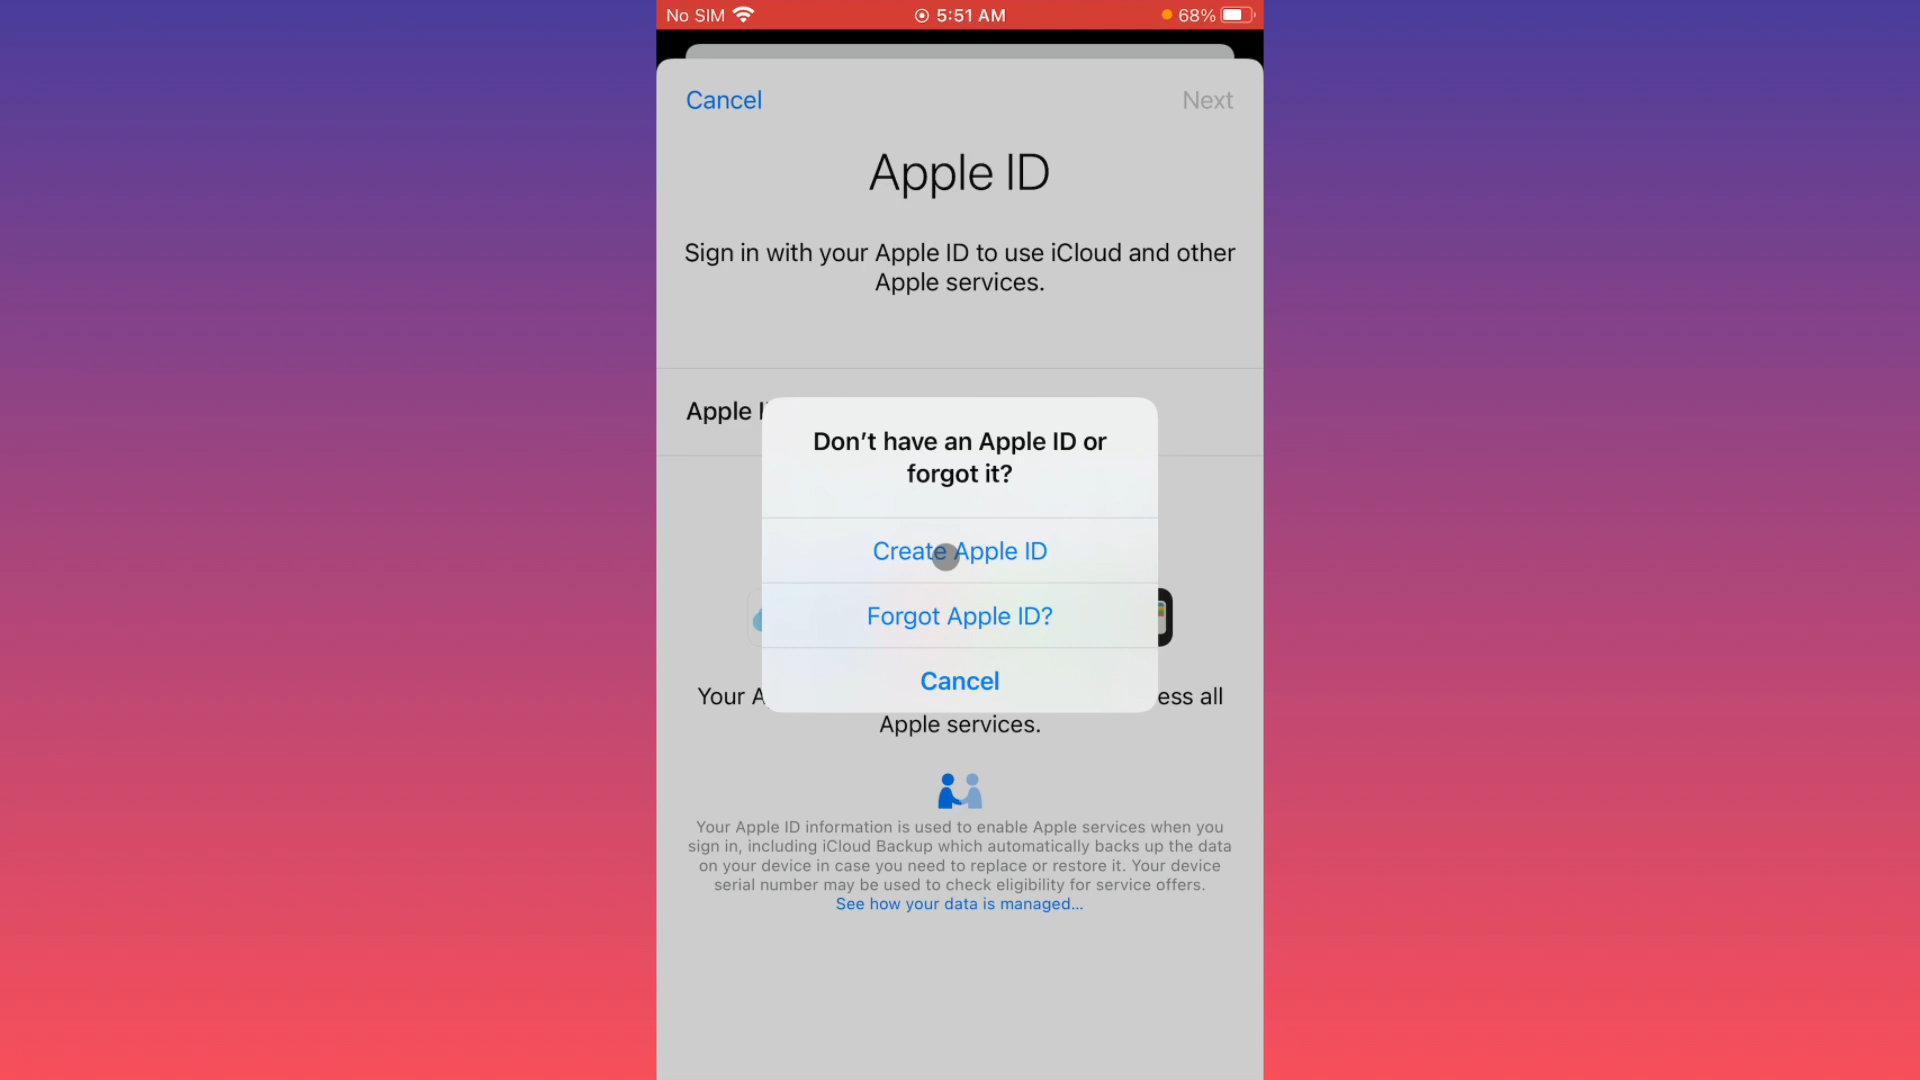 No SIM 5:51 AM 68%
Cancel Next
Apple ID
Sign in with your Apple ID to use iCloud and other
Apple services.
Apple
Don't have an Apple ID or
forgot it?
Create Apple ID
Forgot Apple ID?
Cancel
Your ess all
Apple services.
Your Apple ID information is used to enable Apple services when you
sign in, including iCloud Backup which automatically backs up the data
on your device in case you need to replace or restore it. Your device
serial number may be used to check eligibility for service offers.
See how your data is managed...